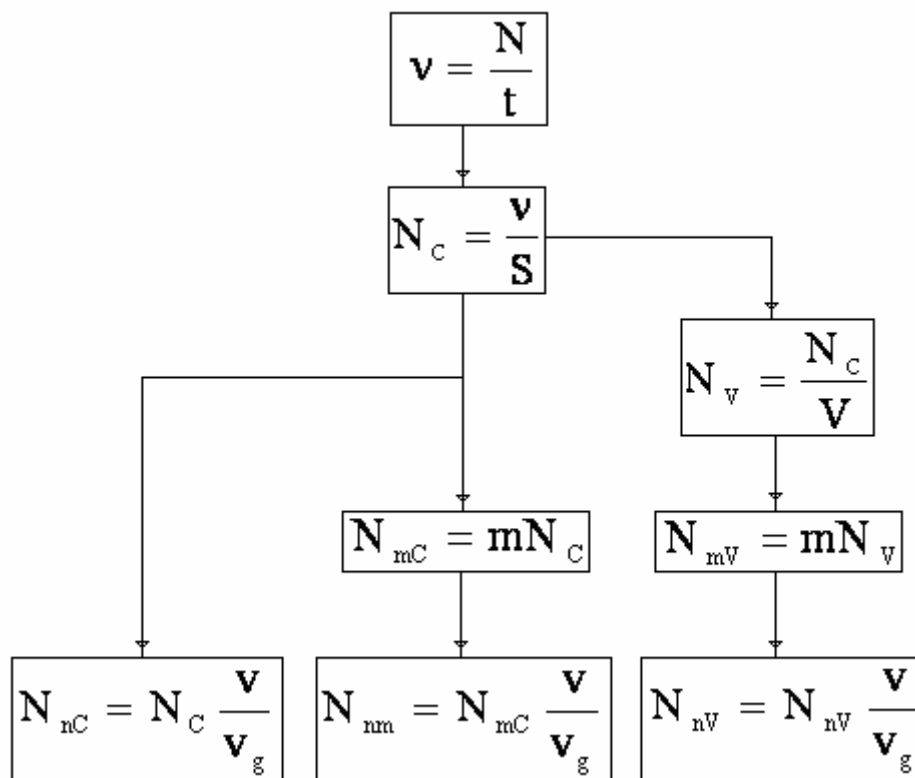 ν = N/t
N_C = ν/S
N_V = N_C/V
N_mC = mN_C
N_mV = mN_V
N_nC = N_C v/v_g
N_nm = N_mC v/v_g
N_nV = N_nV v/v_g